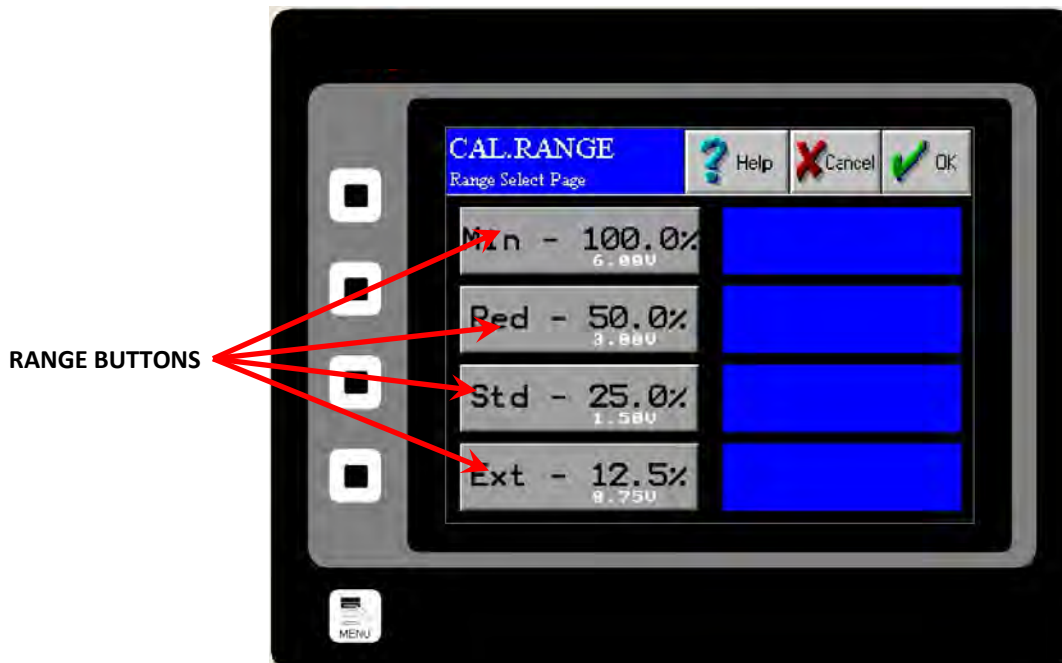 CAL.RANGE
Range Select Page
Help
Cancel
OK
Min - 100.0%
6.00V
Red - 50.0%
3.00V
Std - 25.0%
1.50V
Ext - 12.5%
0.75V
RANGE BUTTONS
MENU